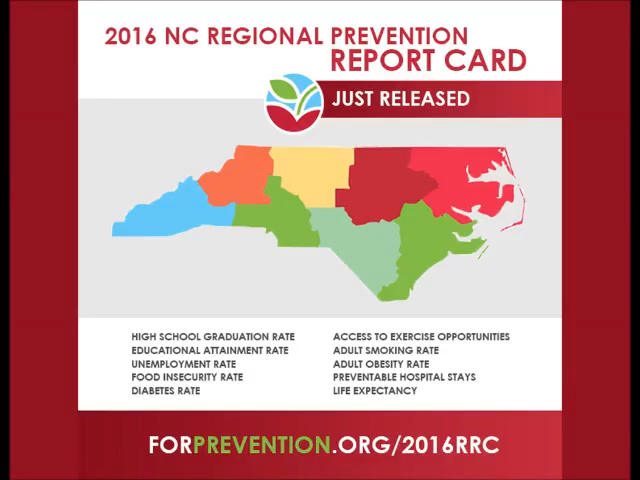 2016 NC REGIONAL PREVENTION
REPORT CARD
JUST RELEASED
HIGH SCHOOL GRADUATION RATE
EDUCATIONAL ATTAINMENT RATE
UNEMPLOYMENT RATE
FOOD INSECURITY RATE
DIABETES RATE
ACCESS TO EXERCISE OPPORTUNITIES
ADULT SMOKING RATE
ADULT OBESITY RATE
PREVENTABLE HOSPITAL STAYS
LIFE EXPECTANCY
FORPREVENTION.ORG/2016RRC